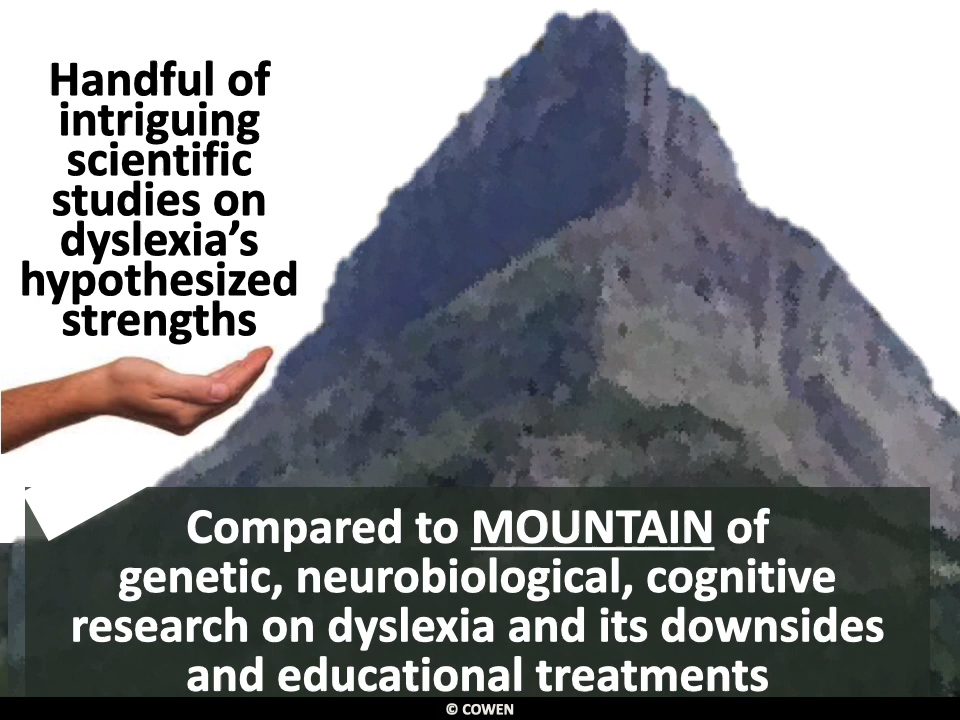 Handful of
intriguing
scientific
studies on
dyslexia’s
hypothesized
strengths
Compared to MOUNTAIN of
genetic, neurobiological, cognitive
research on dyslexia and its downsides
and educational treatments
© COWEN